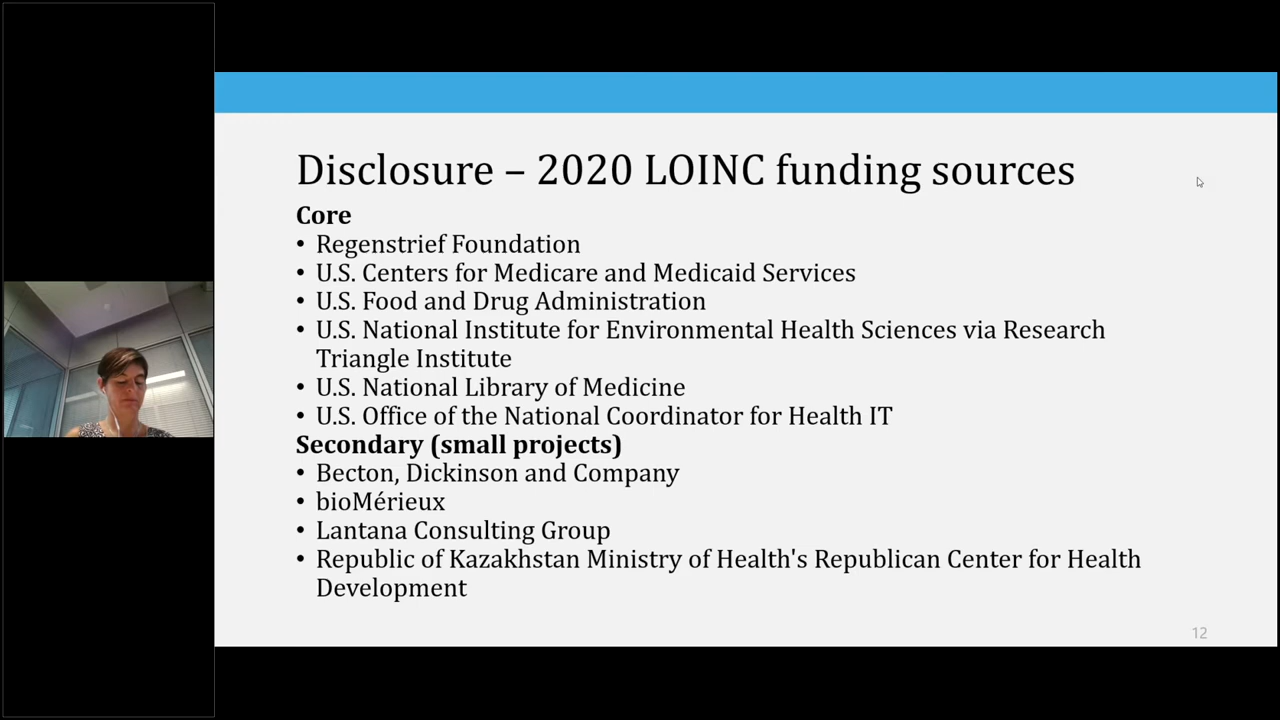 Disclosure – 2020 LOINC funding sources
Core
• Regenstrief Foundation
• U.S. Centers for Medicare and Medicaid Services
• U.S. Food and Drug Administration
• U.S. National Institute for Environmental Health Sciences via Research
Triangle Institute
• U.S. National Library of Medicine
• U.S. Office of the National Coordinator for Health IT
Secondary (small projects)
• Becton, Dickinson and Company
• bioMérieux
• Lantana Consulting Group
• Republic of Kazakhstan Ministry of Health's Republican Center for Health
Development
12